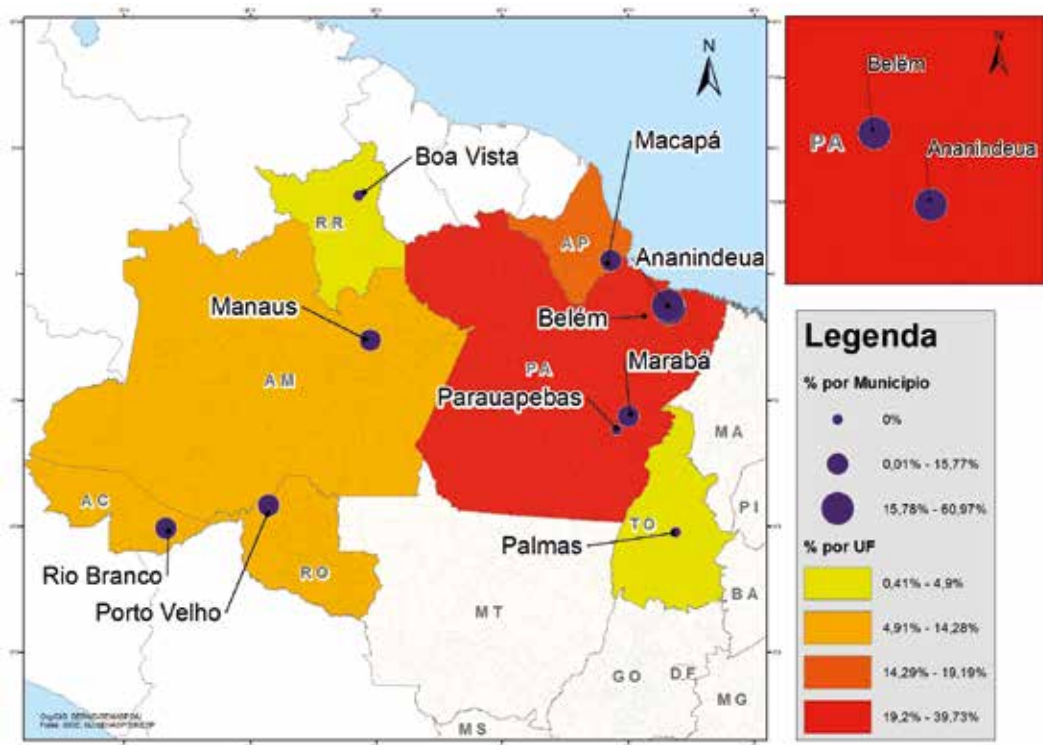 N
Boa Vista
Macapá
RR
AP
Ananindeua
Manaus
Belém
PA
Marabá
AM
Parauapebas
MA
AC
PI
TO
Palmas
Rio Branco
RO
BA
Porto Velho
MT
GO
DF
MG
MS
N
Belém
PA
Ananindeua
Legenda
% por Municipio
0%
0,01% - 15,77%
15,78% - 60,97%
% por UF
0,41% - 4,9%
4,91% - 14,28%
14,29% - 19,19%
19,2% - 39,73%